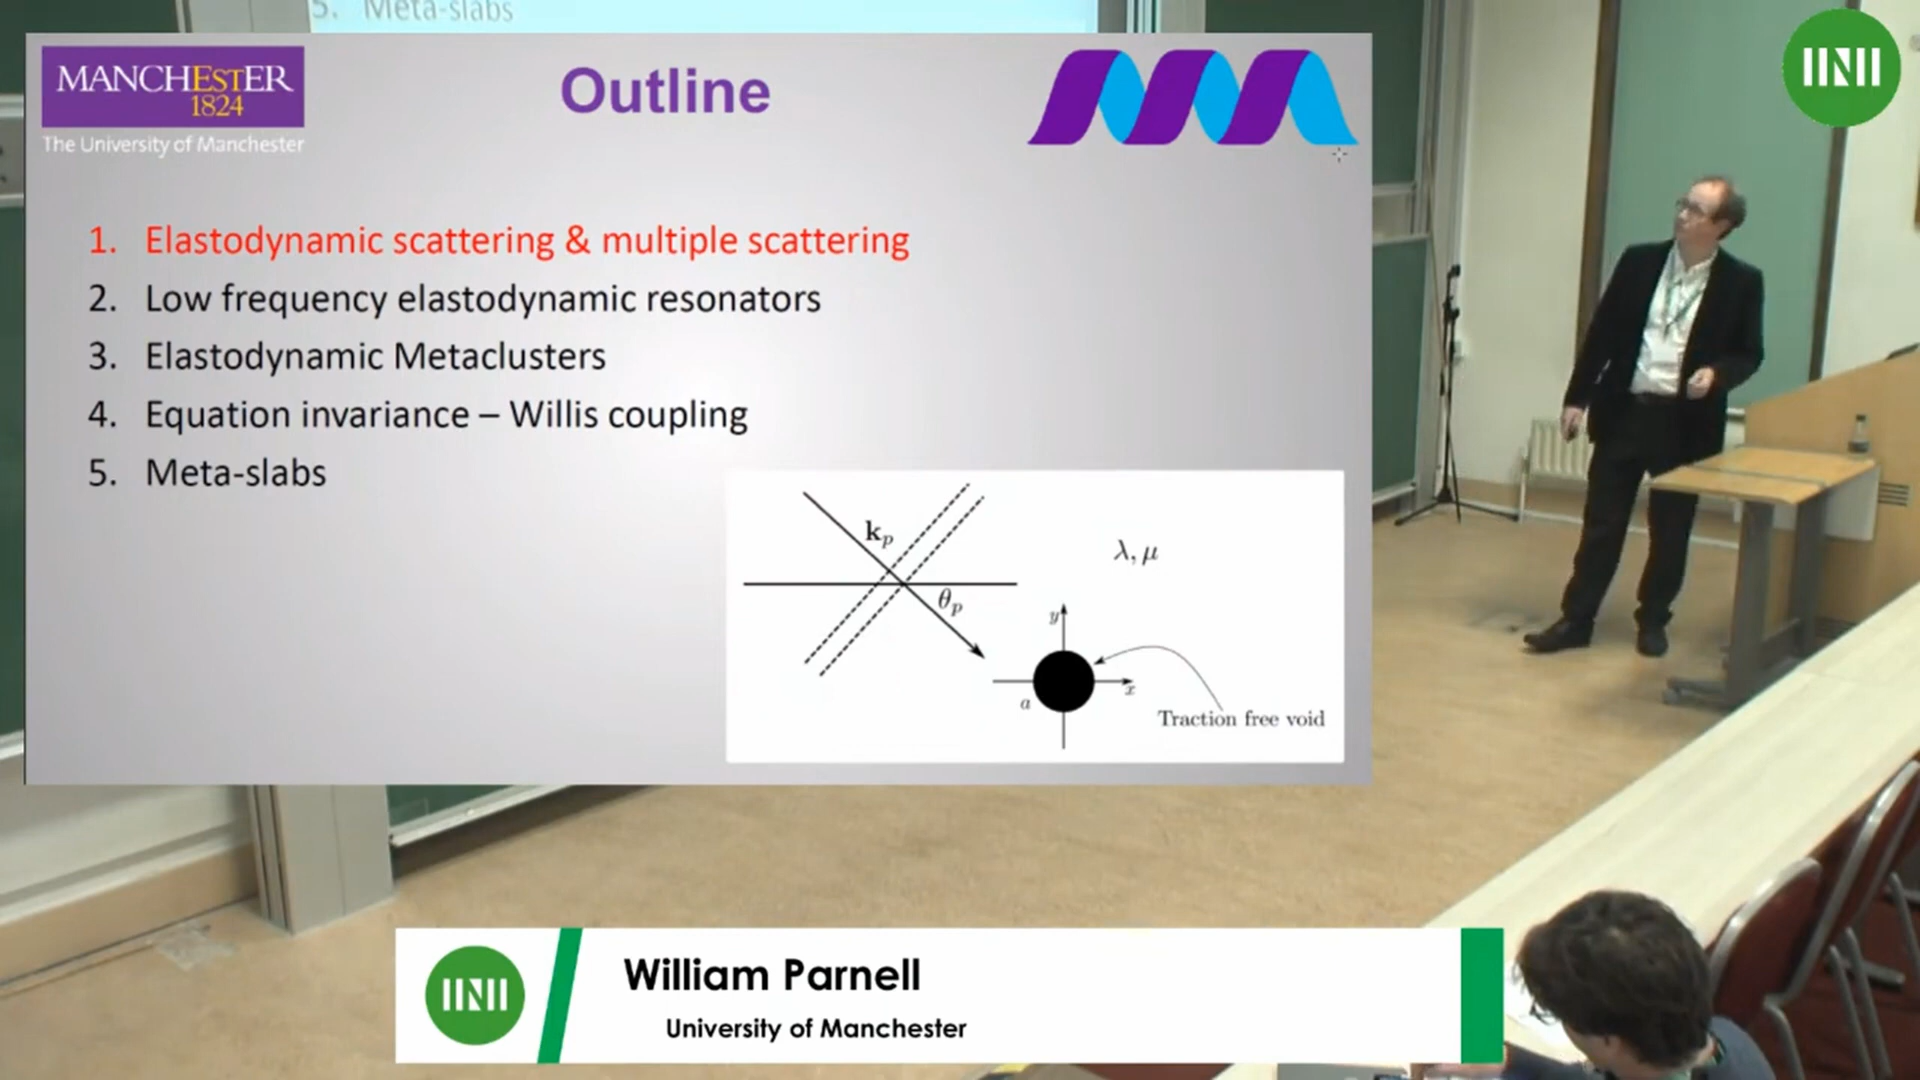 5. Meta-slabs
MANCHESTER
1824
The University of Manchester
Outline
1. Elastodynamic scattering & multiple scattering
2. Low frequency elastodynamic resonators
3. Elastodynamic Metaclusters
4. Equation invariance – Willis coupling
5. Meta-slabs
k_p
θ_p
λ, μ
y
x
a
Traction free void
William Parnell
University of Manchester